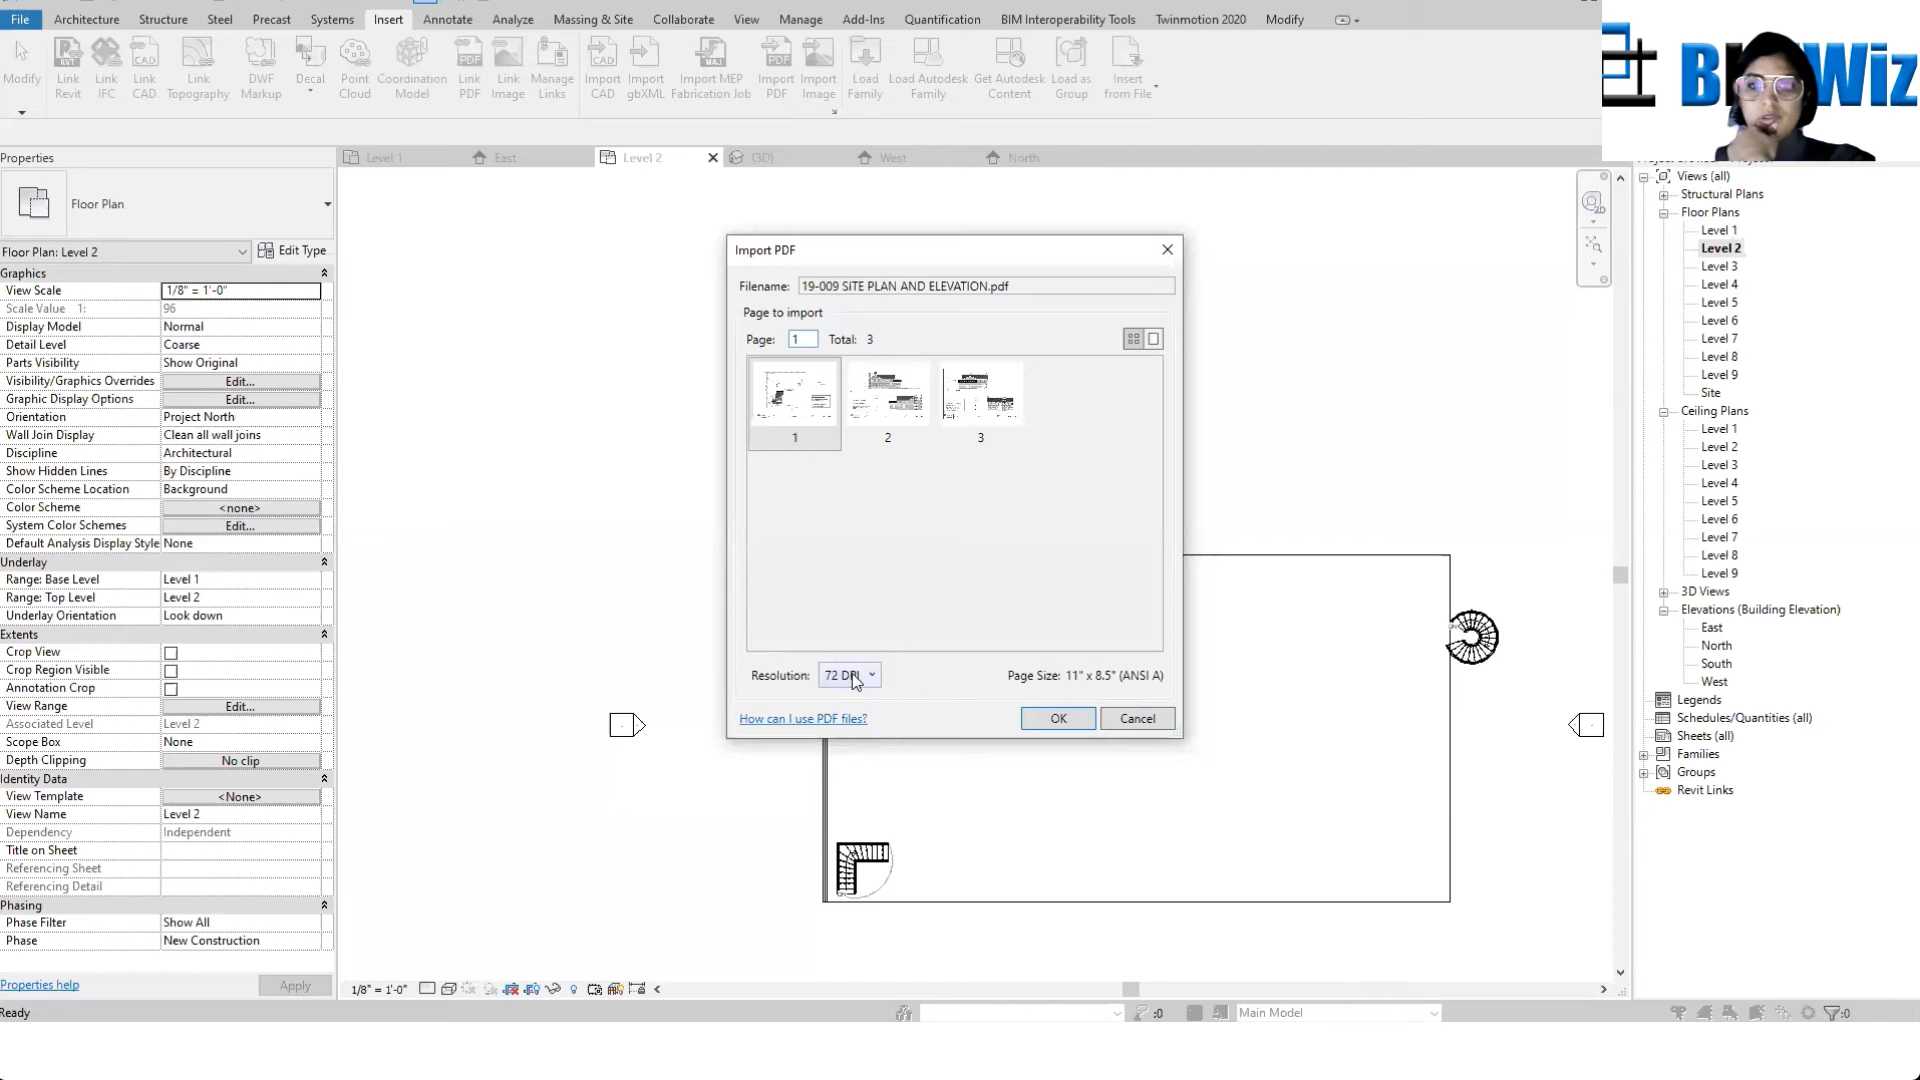 File Architecture Structure Steel Precast Systems Insert Annotate Analyze Massing & Site Collaborate View Manage Add-Ins Quantification BIM Interoperability Tools Twinmotion 2020 Modify
Modify
Link Revit
Link IFC
Link CAD
Link Topography
DWF Markup
Decal
Point Cloud
Coordination Model
Link PDF
Link Image
Manage Links
Import CAD
Import gbXML
Import MEP Fabrication Job
Import PDF
Import Image
Load Family
Load Autodesk Family
Get Autodesk Content
Load as Group
Insert from File
Properties
Level 1 East Level 2 (3D) West North
Floor Plan
Floor Plan: Level 2 Edit Type
Graphics
View Scale 1/8" = 1'-0"
Scale Value 1: 96
Display Model Normal
Detail Level Coarse
Parts Visibility Show Original
Visibility/Graphics Overrides Edit...
Graphic Display Options Edit...
Orientation Project North
Wall Join Display Clean all wall joins
Discipline Architectural
Show Hidden Lines By Discipline
Color Scheme Location Background
Color Scheme <none>
System Color Schemes Edit...
Default Analysis Display Style None
Underlay
Range: Base Level Level 1
Range: Top Level Level 2
Underlay Orientation Look down
Extents
Crop View
Crop Region Visible
Annotation Crop
View Range Edit...
Associated Level Level 2
Scope Box None
Depth Clipping No clip
Identity Data
View Template <None>
View Name Level 2
Dependency Independent
Title on Sheet
Referencing Sheet
Referencing Detail
Phasing
Phase Filter Show All
Phase New Construction
Properties help Apply
Ready
Import PDF
Filename: 19-009 SITE PLAN AND ELEVATION.pdf
Page to import
Page: 1 Total: 3
1 2 3
Resolution: 72 DPI Page Size: 11" x 8.5" (ANSI A)
How can I use PDF files? OK Cancel
1/8" = 1'-0"
:0 Main Model :0
Views (all)
Structural Plans
Floor Plans
Level 1
Level 2
Level 3
Level 4
Level 5
Level 6
Level 7
Level 8
Level 9
Site
Ceiling Plans
Level 1
Level 2
Level 3
Level 4
Level 5
Level 6
Level 7
Level 8
Level 9
3D Views
Elevations (Building Elevation)
East
North
South
West
Legends
Schedules/Quantities (all)
Sheets (all)
Families
Groups
Revit Links